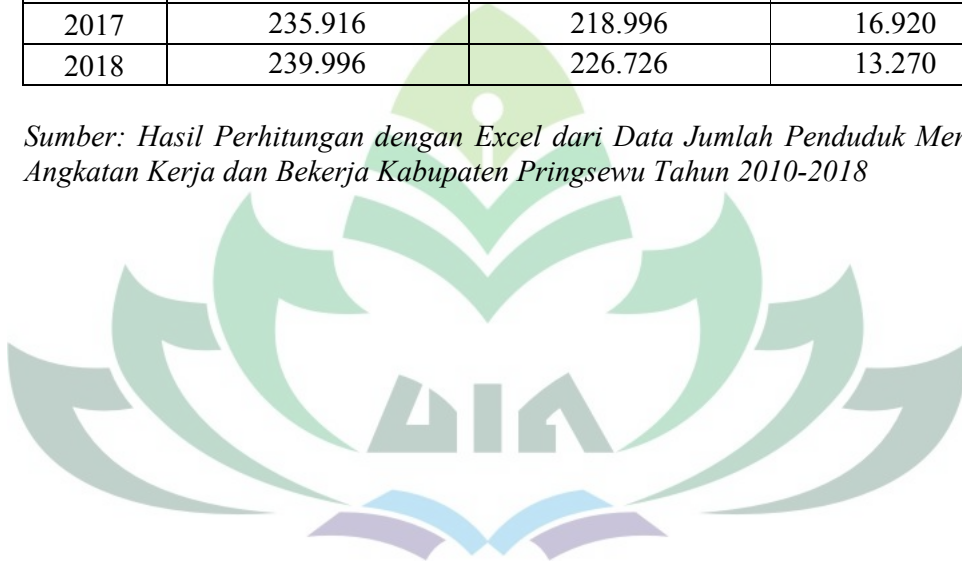 2017 235.916 218.996 16.920
2018 239.996 226.726 13.270
Sumber: Hasil Perhitungan dengan Excel dari Data Jumlah Penduduk
Angkatan Kerja dan Bekerja Kabupaten Pringsewu Tahun 2010-2018
UIN